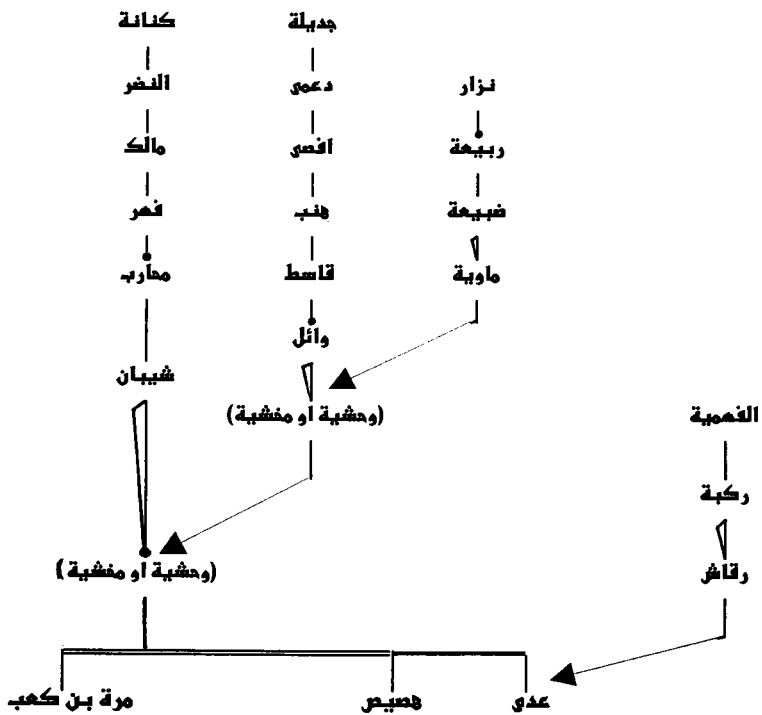 كنانة
جديلة
النضر
دعمى
نزار
مالك
افصى
ربيعة
فهر
هنب
ضبيعة
محارب
قاسط
ماوية
وائل
شيبان
(وحشية او مخشية)
الفهمية
ركبة
(وحشية او مخشية)
رقاش
مرة بن كعب
هصيص
عدى